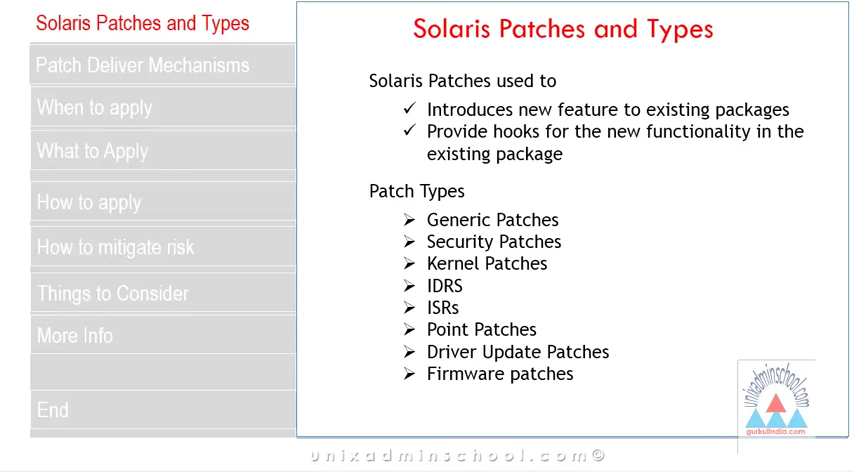 Solaris Patches and Types
Patch Deliver Mechanisms
When to apply
What to Apply
How to apply
How to mitigate risk
Things to Consider
More Info
End
Solaris Patches and Types
Solaris Patches used to
✓ Introduces new feature to existing packages
✓ Provide hooks for the new functionality in the
existing package
Patch Types
➢ Generic Patches
➢ Security Patches
➢ Kernel Patches
➢ IDRS
➢ ISRs
➢ Point Patches
➢ Driver Update Patches
➢ Firmware patches
unixadminschool.com
gurkulindia.com
unixadminschool.com©